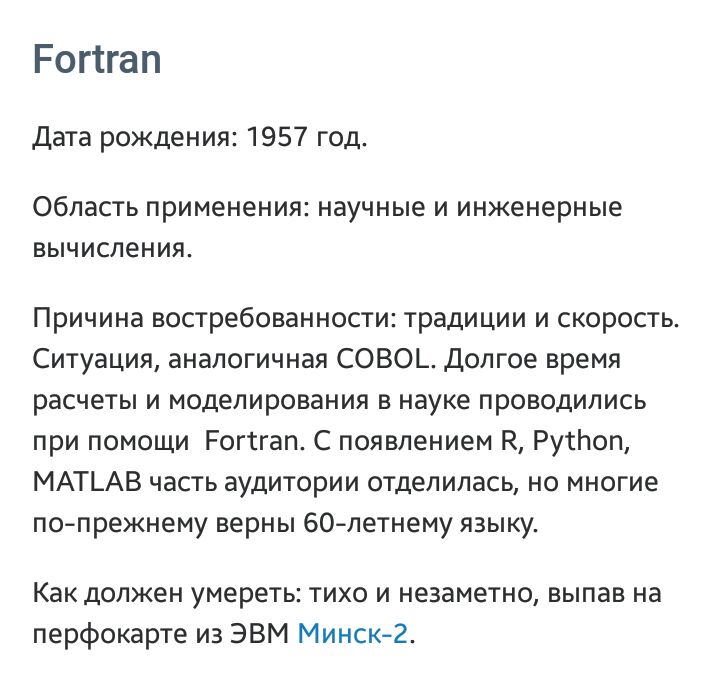 Fortran
Дата рождения: 1957 год.
Область применения: научные и инженерные
вычисления.
Причина востребованности: традиции и скорость.
Ситуация, аналогичная COBOL. Долгое время
расчеты и моделирования в науке проводились
при помощи  Fortran. С появлением R, Python,
MATLAB часть аудитории отделилась, но многие
по-прежнему верны 60-летнему языку.
Как должен умереть: тихо и незаметно, выпав на
перфокарте из ЭВМ Минск-2.